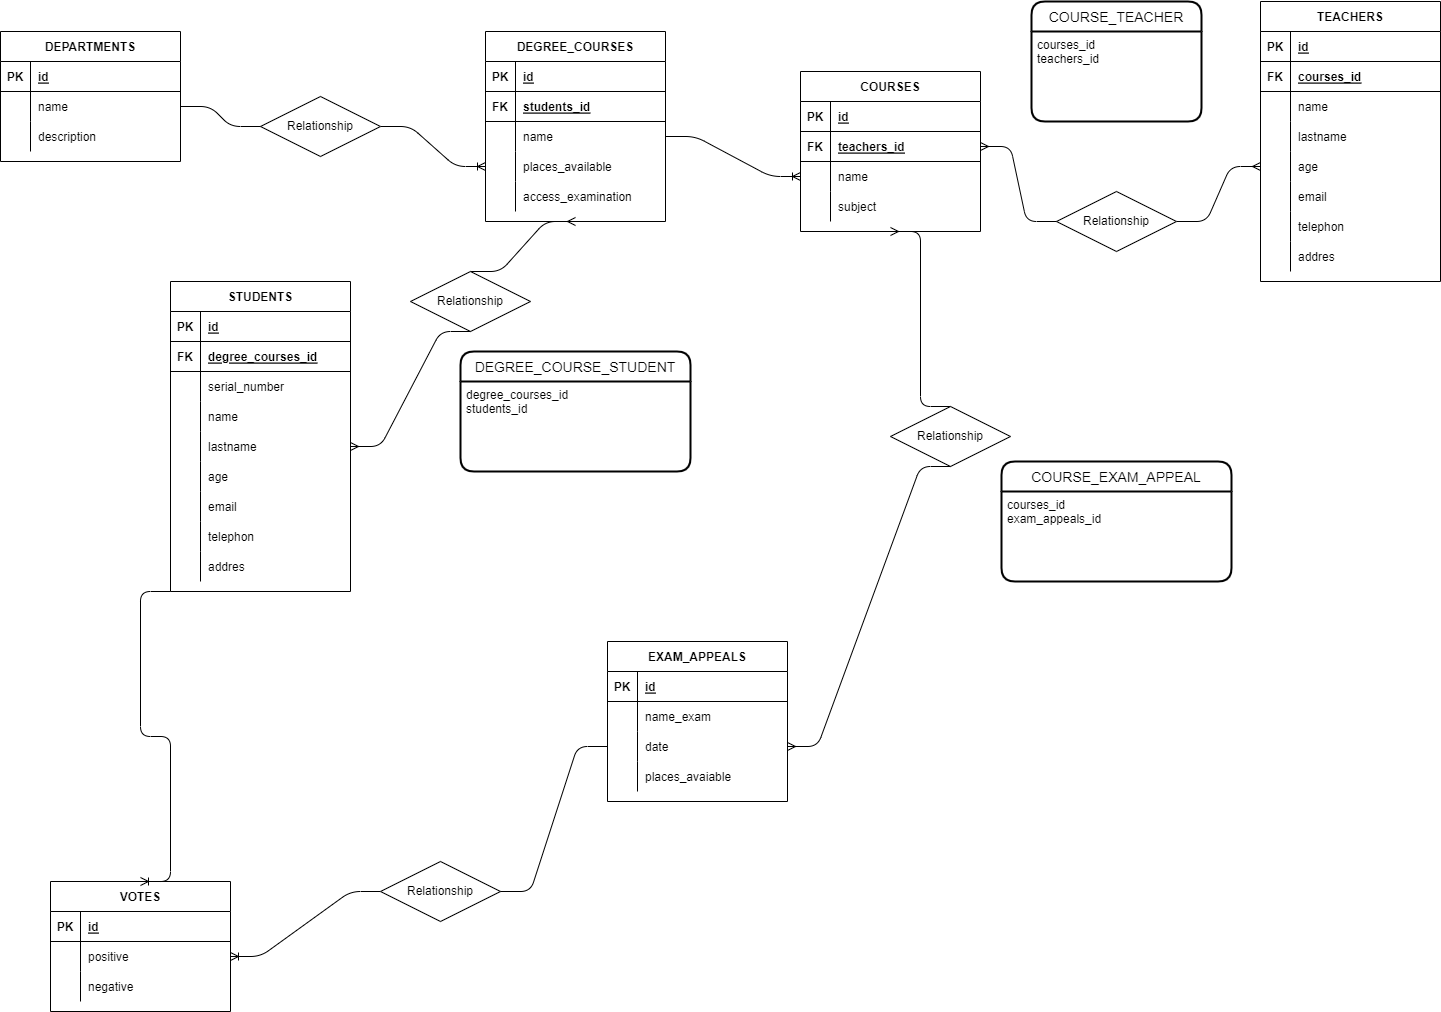 DEPARTMENTS
PK id
name
description
Relationship
DEGREE_COURSES
PK id
FK students_id
name
places_available
access_examination
COURSES
PK id
FK teachers_id
name
subject
COURSE_TEACHER
courses_id
teachers_id
TEACHERS
PK id
FK courses_id
name
lastname
age
email
telephon
addres
Relationship
STUDENTS
PK id
FK degree_courses_id
serial_number
name
lastname
age
email
telephon
addres
Relationship
DEGREE_COURSE_STUDENT
degree_courses_id
students_id
Relationship
COURSE_EXAM_APPEAL
courses_id
exam_appeals_id
EXAM_APPEALS
PK id
name_exam
date
places_avaiable
Relationship
VOTES
PK id
positive
negative